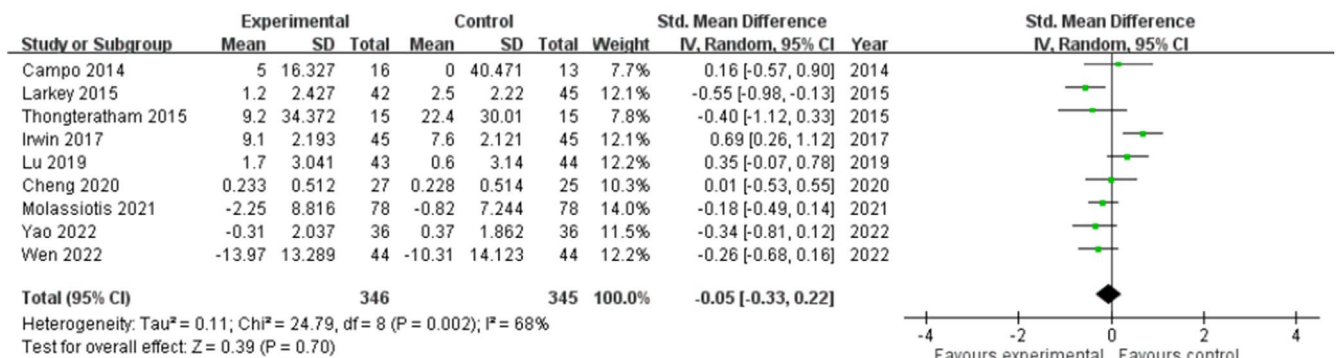 Experimental Control Std. Mean Difference Std. Mean Difference
Study or Subgroup Mean SD Total Mean SD Total Weight IV, Random, 95% CI Year IV, Random, 95% CI
Campo 2014 5 16.327 16 0 40.471 13 7.7% 0.16 [-0.57, 0.90] 2014
Larkey 2015 1.2 2.427 42 2.5 2.22 45 12.1% -0.55 [-0.98, -0.13] 2015
Thongteratham 2015 9.2 34.372 15 22.4 30.01 15 7.8% -0.40 [-1.12, 0.33] 2015
Irwin 2017 9.1 2.193 45 7.6 2.121 45 12.1% 0.69 [0.26, 1.12] 2017
Lu 2019 1.7 3.041 43 0.6 3.14 44 12.2% 0.35 [-0.07, 0.78] 2019
Cheng 2020 0.233 0.512 27 0.228 0.514 25 10.3% 0.01 [-0.53, 0.55] 2020
Molassiotis 2021 -2.25 8.816 78 -0.82 7.244 78 14.0% -0.18 [-0.49, 0.14] 2021
Yao 2022 -0.31 2.037 36 0.37 1.862 36 11.5% -0.34 [-0.81, 0.12] 2022
Wen 2022 -13.97 13.289 44 -10.31 14.123 44 12.2% -0.26 [-0.68, 0.16] 2022
Total (95% CI) 346 345 100.0% -0.05 [-0.33, 0.22]
Heterogeneity: Tau² = 0.11; Chi² = 24.79, df = 8 (P = 0.002); I² = 68%
Test for overall effect: Z = 0.39 (P = 0.70)
-4 -2 0 2 4
Favours experimental Favours control